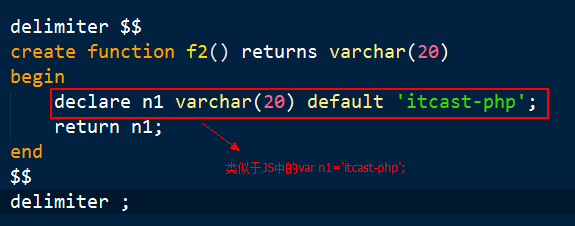 delimiter $$
create function f2() returns varchar(20)
begin
declare n1 varchar(20) default 'itcast-php';
return n1;
类似于JS中的var n1='itcast-php';
end
$$
delimiter ;